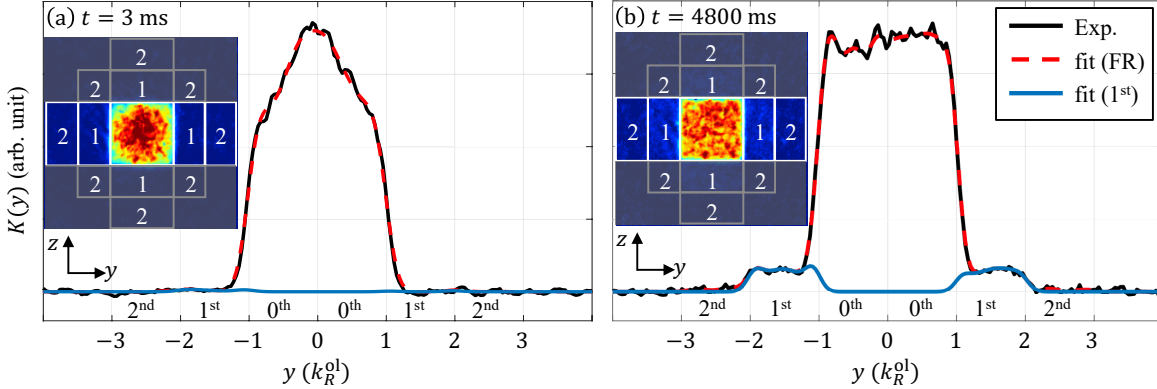 (a) t = 3 ms
2
2 1 2
2 1 1 2
2 1 2
2
z
y
K(y) (arb. unit)
2nd 1st 0th 0th 1st 2nd
−3 −2 −1 0 1 2 3
y (k_R^ol)
(b) t = 4800 ms
2
2 1 2
2 1 1 2
2 1 2
2
z
y
Exp.
fit (FR)
fit (1st)
2nd 1st 0th 0th 1st 2nd
−3 −2 −1 0 1 2 3
y (k_R^ol)